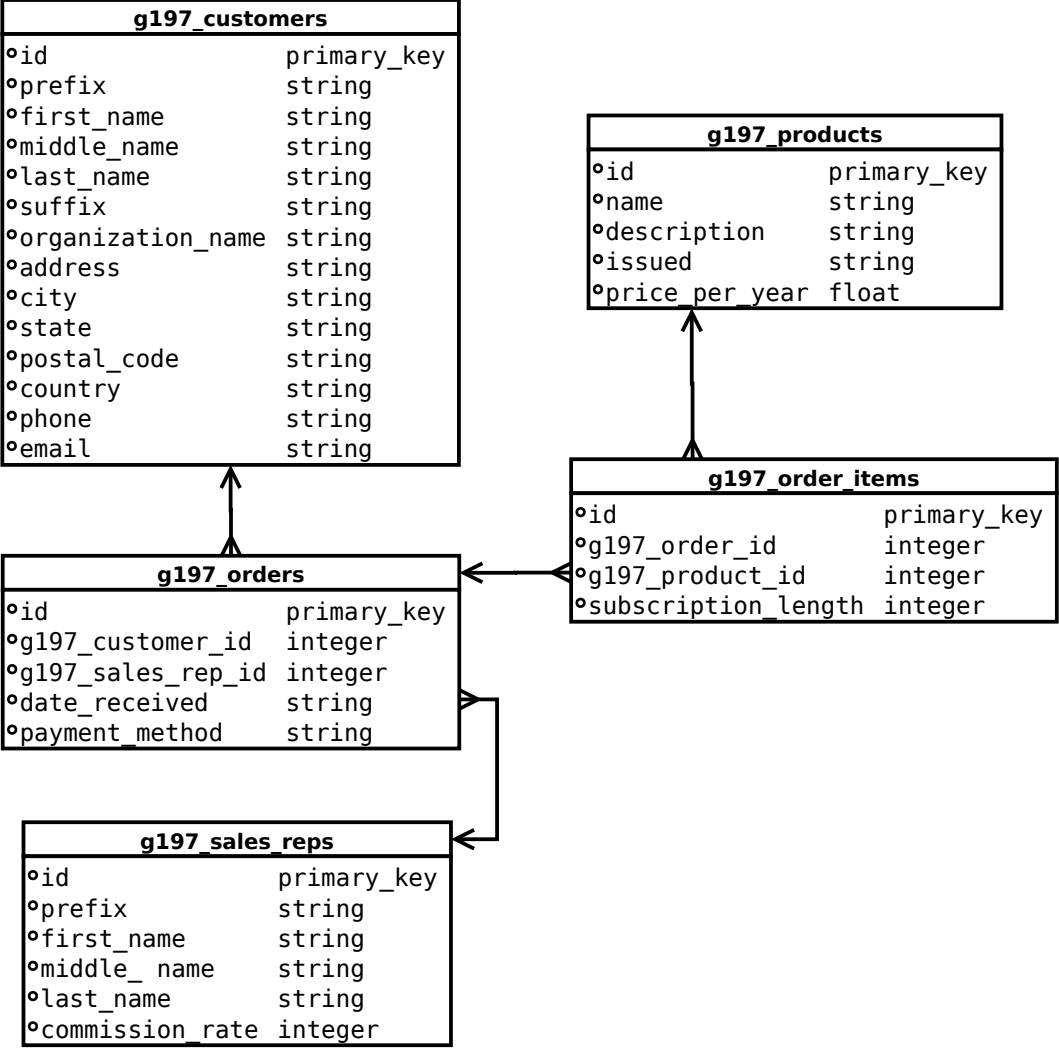 g197_customers
id primary_key
prefix string
first_name string
middle_name string
last_name string
suffix string
organization_name string
address string
city string
state string
postal_code string
country string
phone string
email string
g197_products
id primary_key
name string
description string
issued string
price_per_year float
g197_order_items
id primary_key
g197_order_id integer
g197_product_id integer
subscription_length integer
g197_orders
id primary_key
g197_customer_id integer
g197_sales_rep_id integer
date_received string
payment_method string
g197_sales_reps
id primary_key
prefix string
first_name string
middle_ name string
last_name string
commission_rate integer